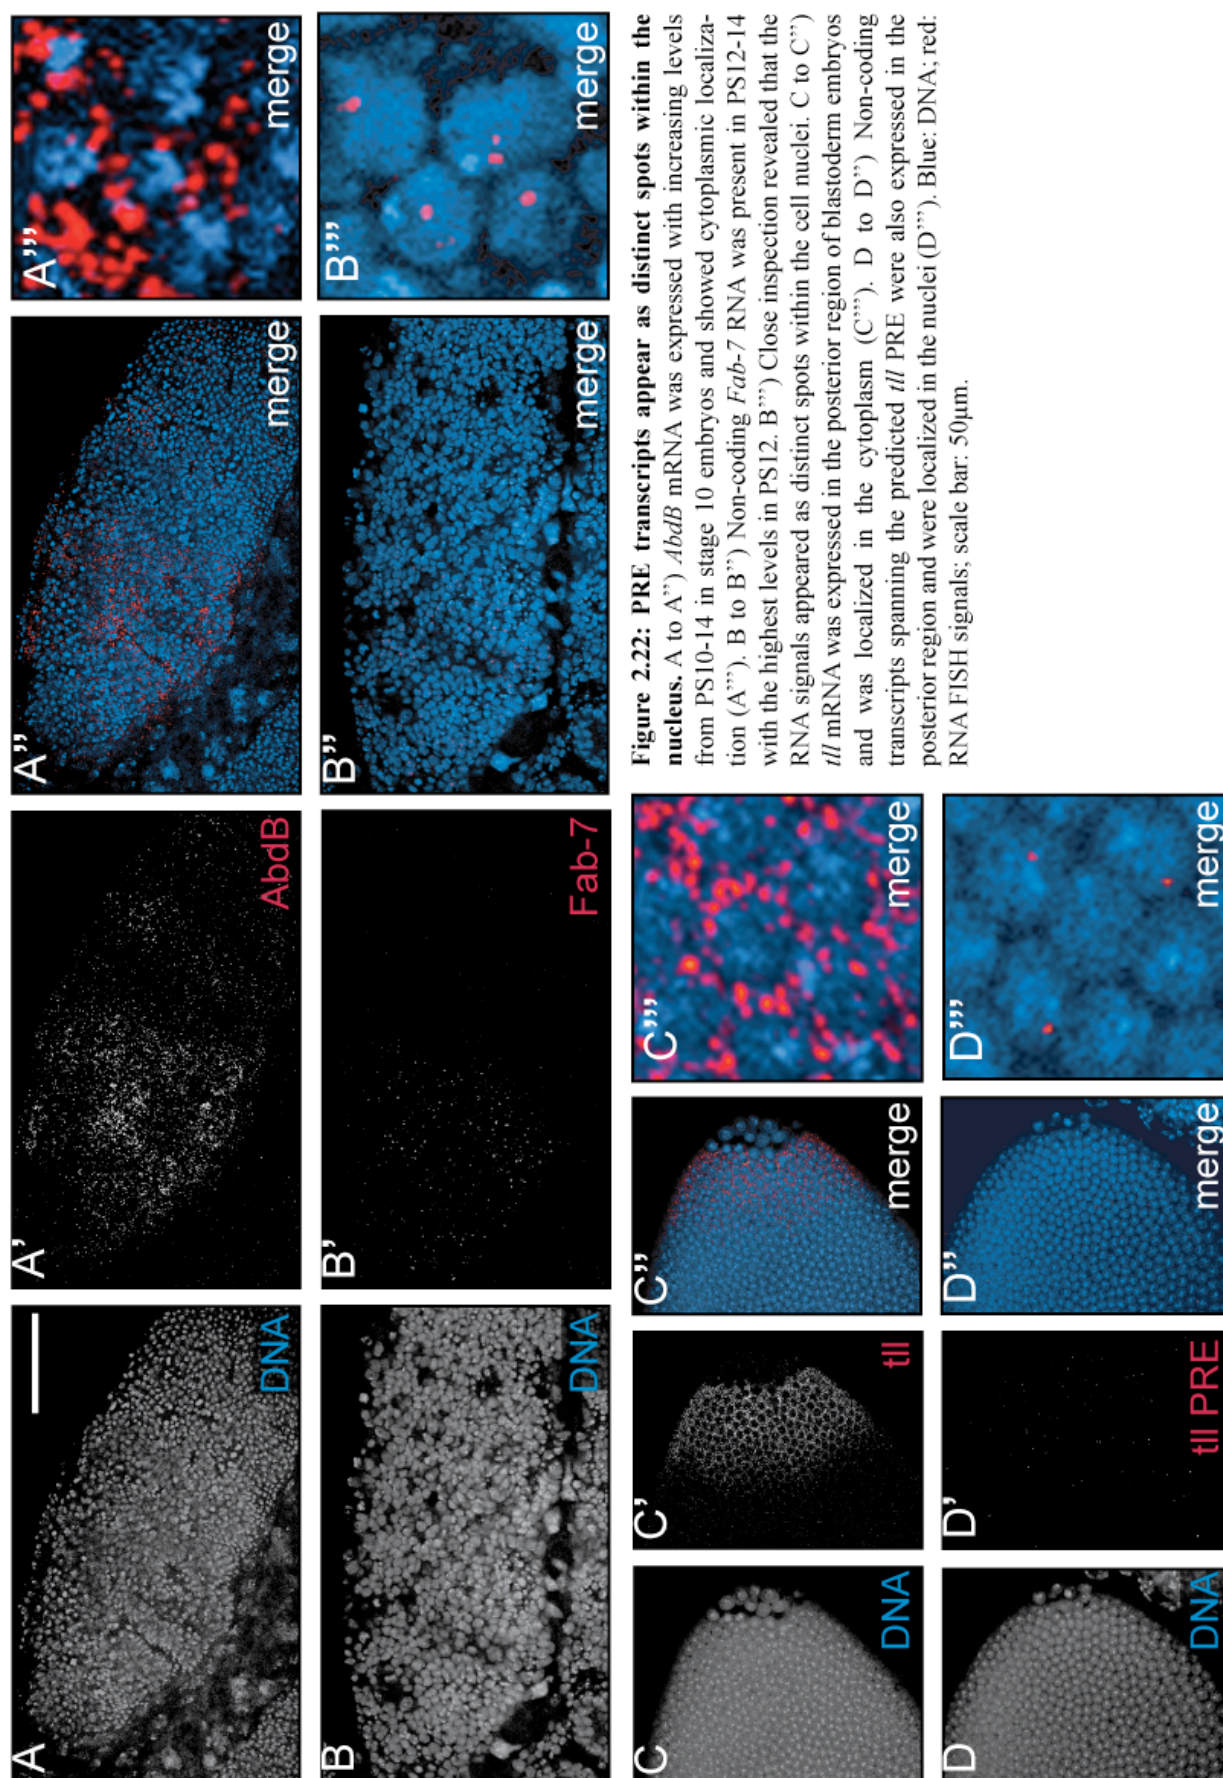 A
DNA
A’
AbdB
A’’
merge
A’’’
merge
B
DNA
B’
Fab-7
B’’
merge
B’’’
merge
C
DNA
C’
tll
C’’
merge
C’’’
merge
D
DNA
D’
tll PRE
D’’
merge
D’’’
merge
Figure 2.22: PRE transcripts appear as distinct spots within the
nucleus. A to A’’) AbdB mRNA was expressed with increasing levels
from PS10-14 in stage 10 embryos and showed cytoplasmic localiza-
tion (A’’’). B to B’’) Non-coding Fab-7 RNA was present in PS12-14
with the highest levels in PS12. B’’’) Close inspection revealed that the
RNA signals appeared as distinct spots within the cell nuclei. C to C’’)
tll mRNA was expressed in the posterior region of blastoderm embryos
and was localized in the cytoplasm (C’’’). D to D’’) Non-coding
transcripts spanning the predicted tll PRE were also expressed in the
posterior region and were localized in the nuclei (D’’’). Blue: DNA; red:
RNA FISH signals; scale bar: 50µm.